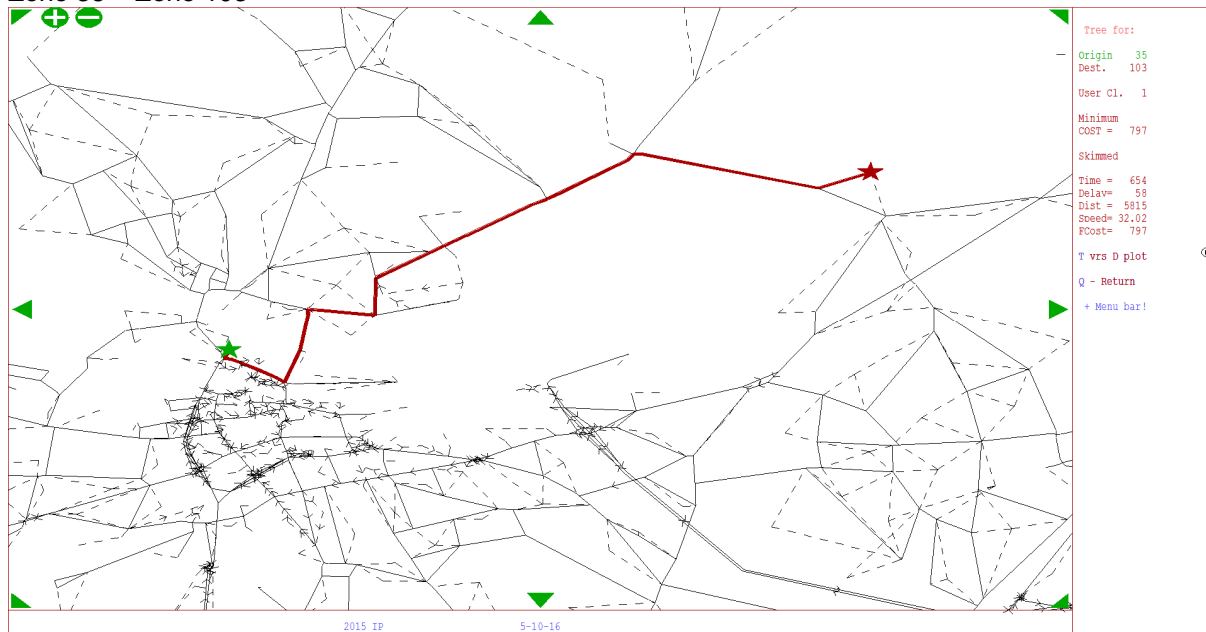 Tree for:
Origin 35
Dest. 103
User Cl. 1
Minimum
COST = 797
Skimmed
Time = 654
Delay= 58
Dist = 5815
Speed= 32.02
FCost= 797
T vrs D plot
Q - Return
+ Menu bar!
2015 IP 5-10-16